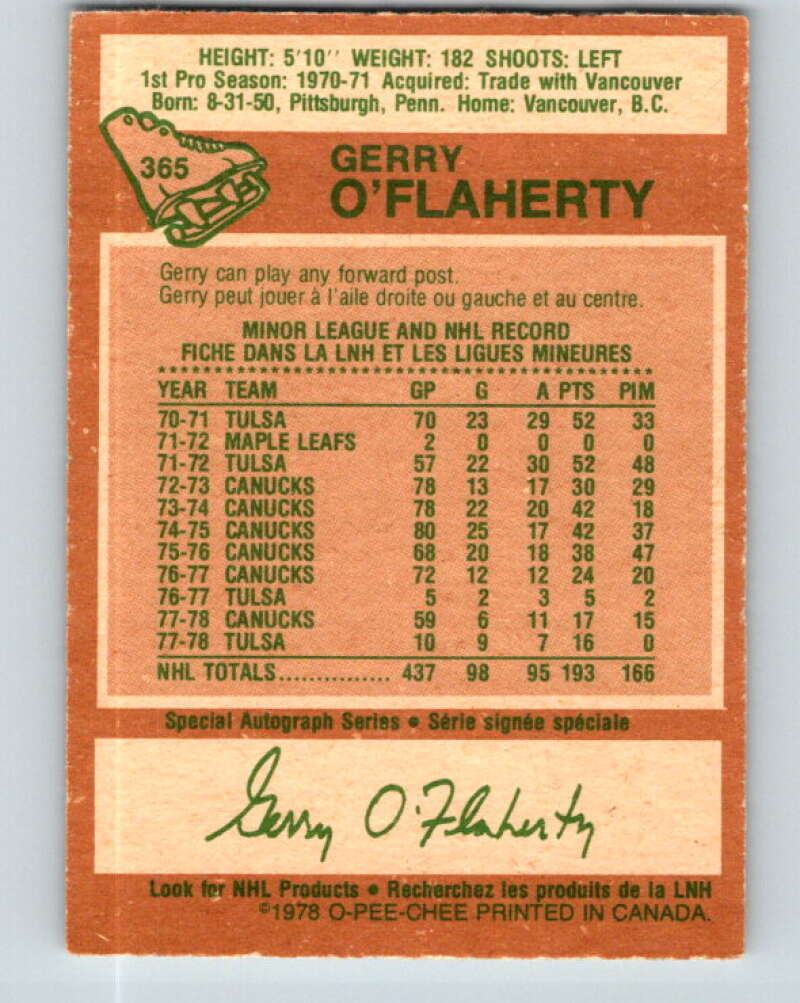 HEIGHT: 5'10'' WEIGHT: 182 SHOOTS: LEFT
1st Pro Season: 1970-71 Acquired: Trade with Vancouver
Born: 8-31-50, Pittsburgh, Penn. Home: Vancouver, B.C.
365
GERRY
O'FLAHERTY
Gerry can play any forward post.
Gerry peut jouer à l'aile droite ou gauche et au centre.
MINOR LEAGUE AND NHL RECORD
FICHE DANS LA LNH ET LES LIGUES MINEURES
YEAR TEAM GP G A PTS PIM
70-71 TULSA 70 23 29 52 33
71-72 MAPLE LEAFS 2 0 0 0 0
71-72 TULSA 57 22 30 52 48
72-73 CANUCKS 78 13 17 30 29
73-74 CANUCKS 78 22 20 42 18
74-75 CANUCKS 80 25 17 42 37
75-76 CANUCKS 68 20 18 38 47
76-77 CANUCKS 72 12 12 24 20
76-77 TULSA 5 2 3 5 2
77-78 CANUCKS 59 6 11 17 15
77-78 TULSA 10 9 7 16 0
NHL TOTALS............... 437 98 95 193 166
Special Autograph Series • Série signée spéciale
Gerry O'Flaherty
Look for NHL Products • Recherchez les produits de la LNH
©1978 O-PEE-CHEE PRINTED IN CANADA.